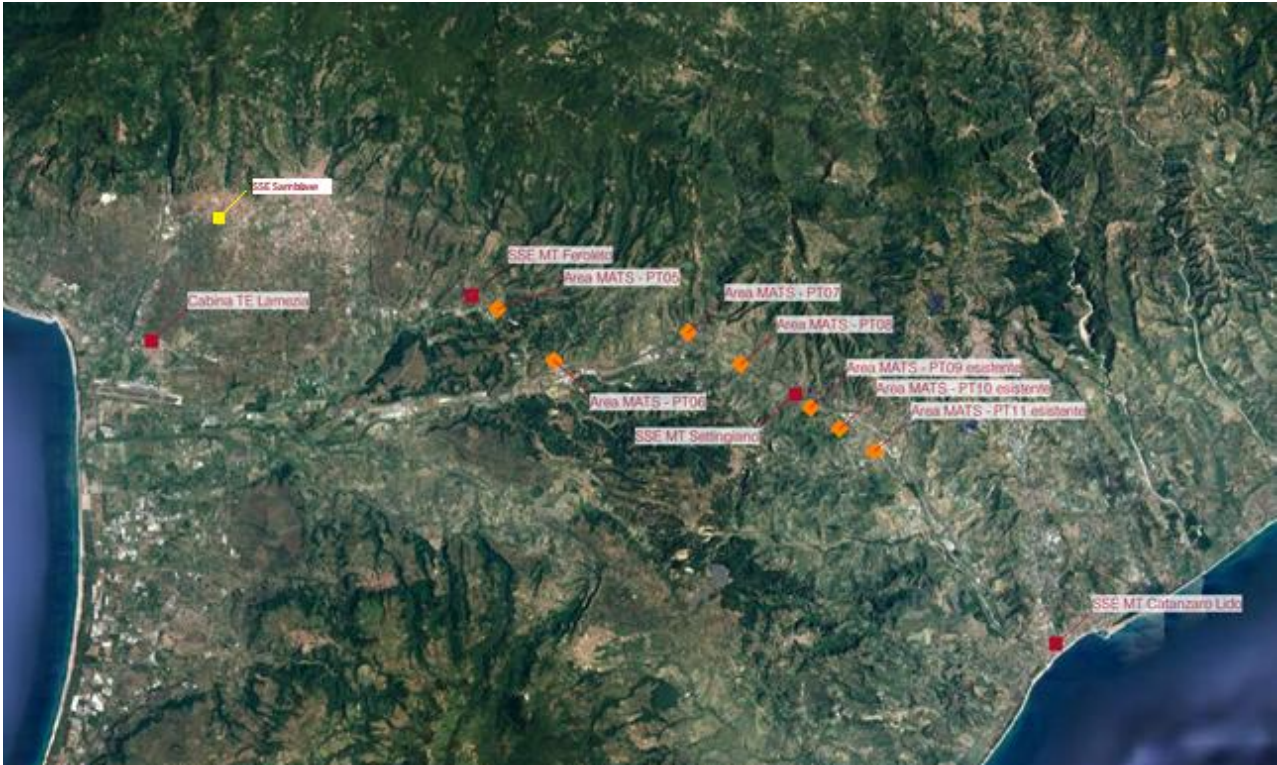 SSE Sambiase
SSE MT Feroleto
Area MATS - PT05
Cabina TE Lamezia
Area MATS - PT07
Area MATS - PT08
Area MATS - PT09 esistente
Area MATS - PT10 esistente
Area MATS - PT06
Area MATS - PT11 esistente
SSE MT Settingiano
SSE MT Catanzaro Lido